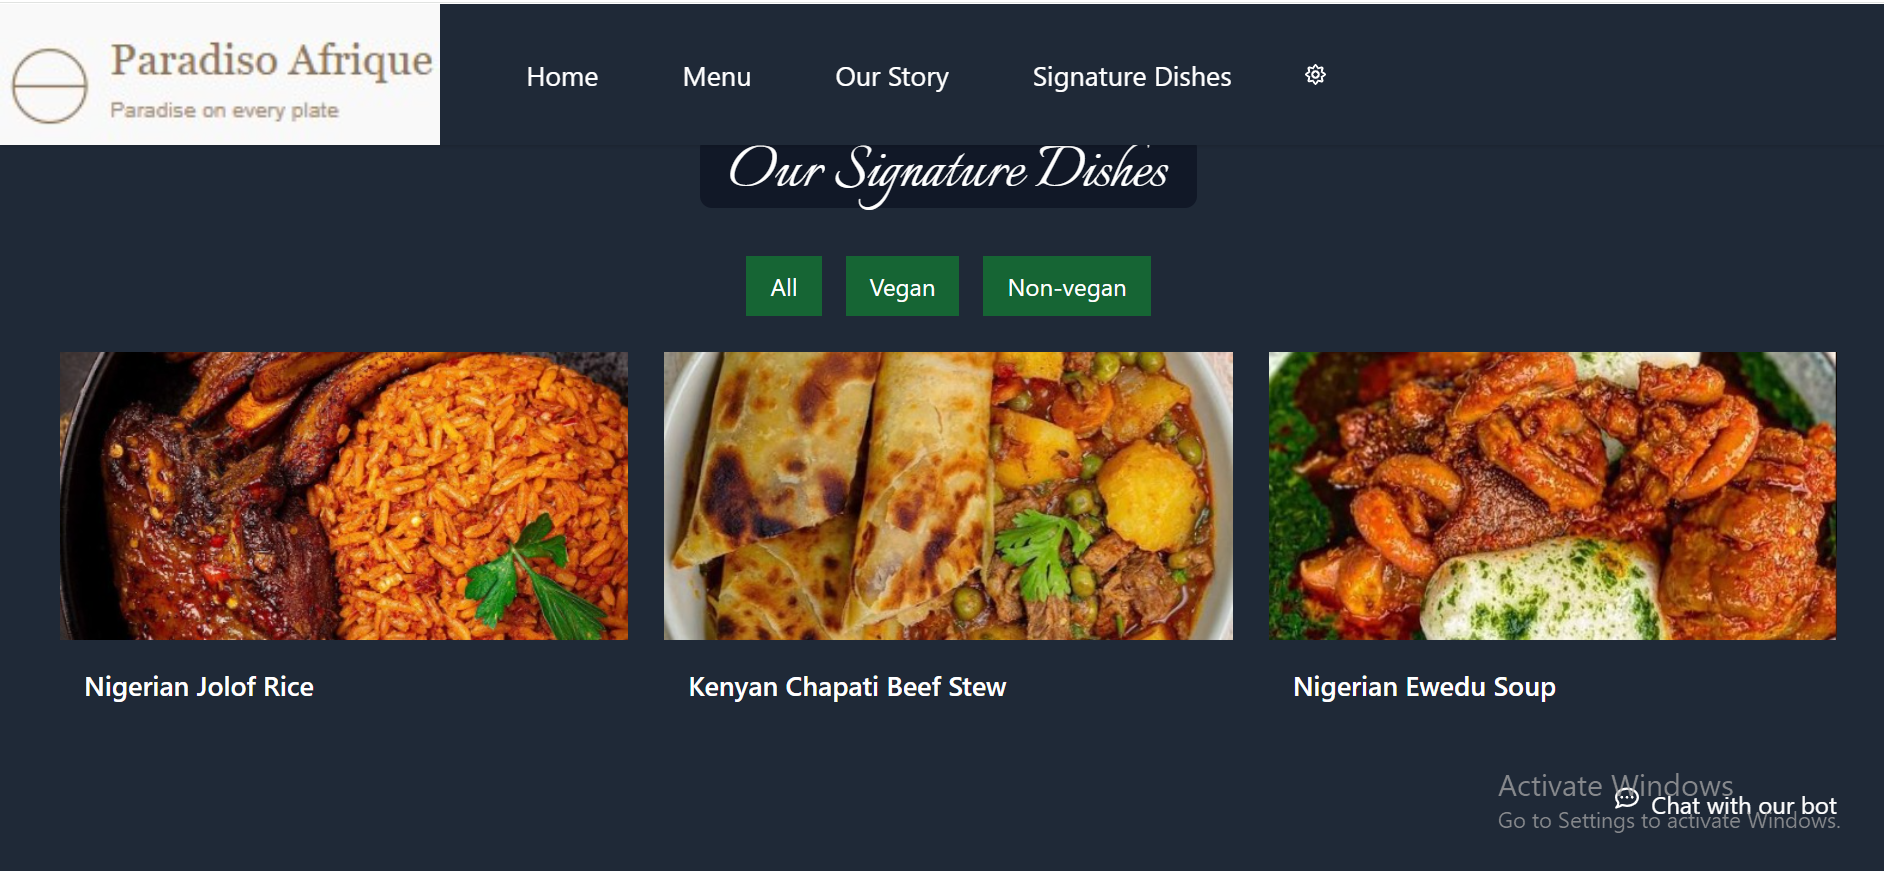 Paradiso Afrique
Paradise on every plate
Home
Menu
Our Story
Signature Dishes
Our Signature Dishes
All
Vegan
Non-vegan
Nigerian Jolof Rice
Kenyan Chapati Beef Stew
Nigerian Ewedu Soup
Activate Windows
Go to Settings to activate Windows.
Chat with our bot